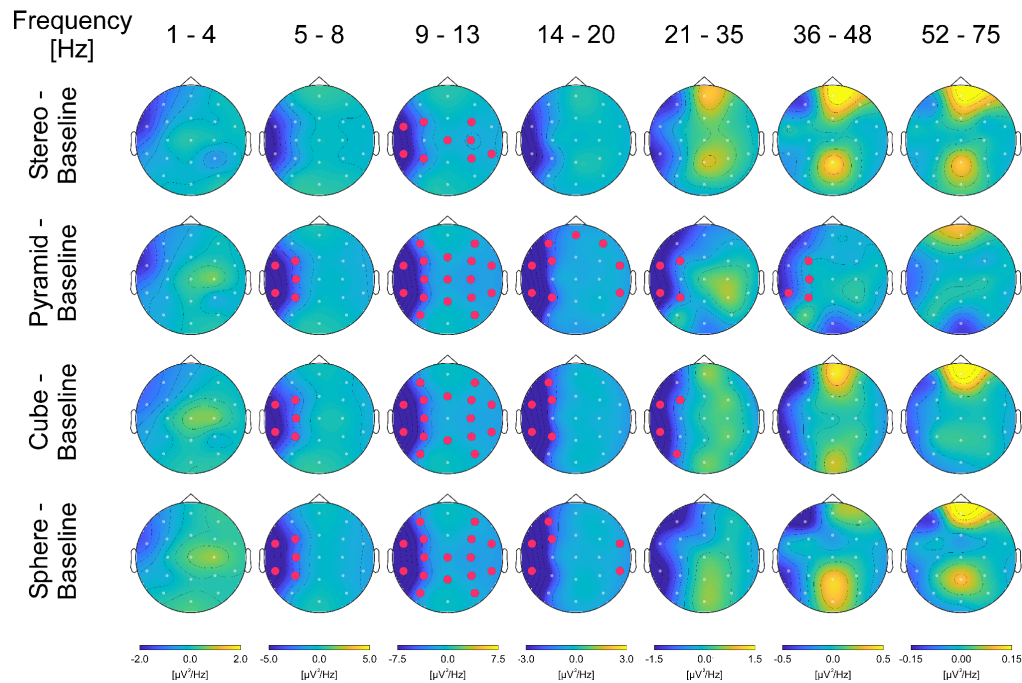 Frequency [Hz]
1 - 4
5 - 8
9 - 13
14 - 20
21 - 35
36 - 48
52 - 75
Stereo -
Baseline
Pyramid -
Baseline
Cube -
Baseline
Sphere -
Baseline
-2.0 0.0 2.0
[µV²/Hz]
-5.0 0.0 5.0
[µV²/Hz]
-7.5 0.0 7.5
[µV²/Hz]
-3.0 0.0 3.0
[µV²/Hz]
-1.5 0.0 1.5
[µV²/Hz]
-0.5 0.0 0.5
[µV²/Hz]
-0.15 0.00 0.15
[µV²/Hz]